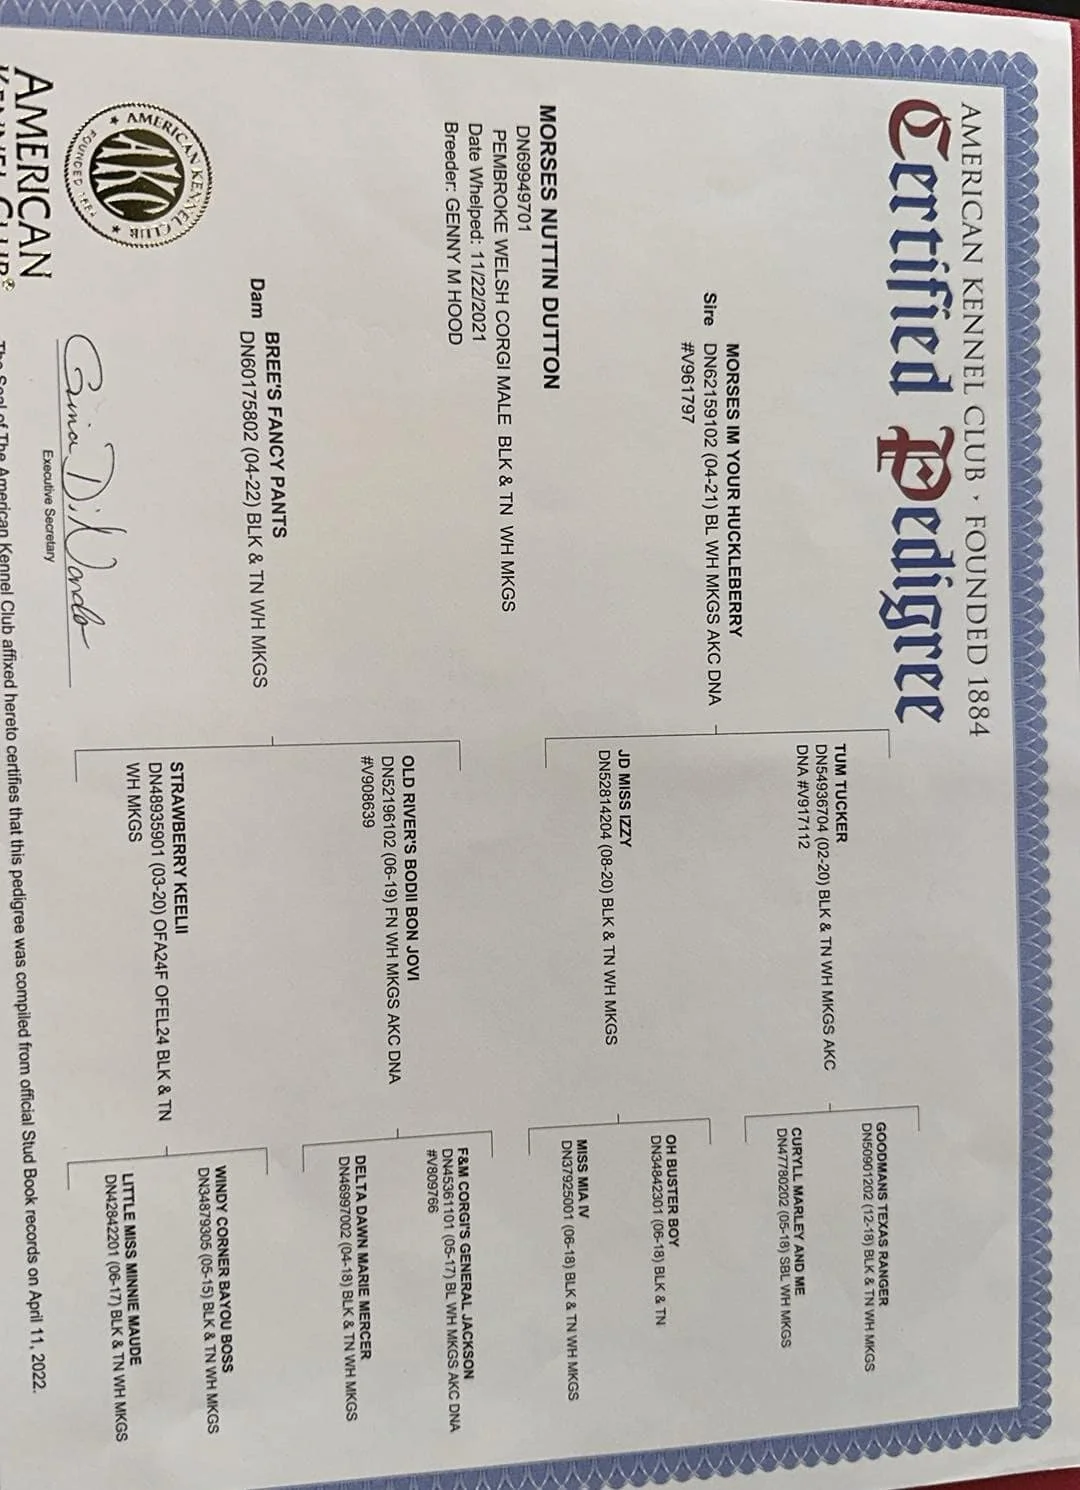 AMERICAN KENNEL CLUB • FOUNDED 1884
Certified Pedigree
GOODMANS TEXAS RANGER
DN50901202 (12-18) BLK & TN WH MKGS
TUM TUCKER
DN54936704 (02-20) BLK & TN WH MKGS AKC
DNA #V917112
CURYLL MARLEY AND ME
DN47780202 (05-18) SBL WH MKGS
MORSES IM YOUR HUCKLEBERRY
Sire DN62159102 (04-21) BL WH MKGS AKC DNA
#V961797
OH BUSTER BOY
DN34842301 (06-18) BLK & TN
JD MISS IZZY
DN52814204 (08-20) BLK & TN WH MKGS
MISS MIA IV
DN37925001 (06-18) BLK & TN WH MKGS
MORSES NUTTIN DUTTON
DN69949701
PEMBROKE WELSH CORGI MALE BLK & TN WH MKGS
Date Whelped: 11/22/2021
Breeder: GENNY M HOOD
F&M CORGI'S GENERAL JACKSON
DN45361101 (05-17) BL WH MKGS AKC DNA
#V809766
OLD RIVER'S BODII BON JOVI
DN52196102 (06-19) FN WH MKGS AKC DNA
#V908639
DELTA DAWN MARIE MERCER
DN46997002 (04-18) BLK & TN WH MKGS
BREE'S FANCY PANTS
Dam DN60175802 (04-22) BLK & TN WH MKGS
WINDY CORNER BAYOU BOSS
DN34879305 (05-15) BLK & TN WH MKGS
STRAWBERRY KEELII
DN48935901 (03-20) OFA24F OFEL24 BLK & TN
WH MKGS
LITTLE MISS MINNIE MAUDE
DN42842201 (06-17) BLK & TN WH MKGS
AMERICAN KENNEL CLUB
AKC
FOUNDED 1884
Gina DiNardo
Executive Secretary
AMERICAN
KENNEL CLUB®
The Seal of The American Kennel Club affixed hereto certifies that this pedigree was compiled from official Stud Book records on April 11, 2022.